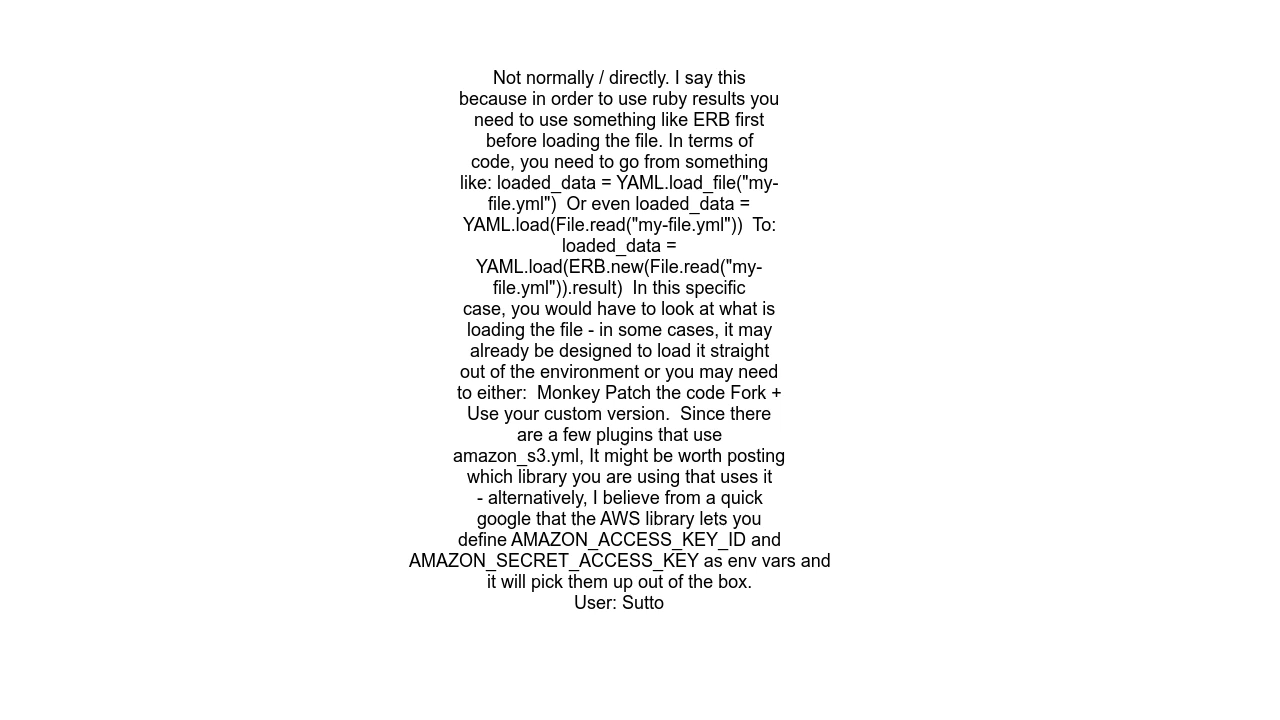 Not normally / directly. I say this
because in order to use ruby results you
need to use something like ERB first
before loading the file. In terms of
code, you need to go from something
like: loaded_data = YAML.load_file("my-
file.yml")  Or even loaded_data =
YAML.load(File.read("my-file.yml"))  To:
loaded_data =
YAML.load(ERB.new(File.read("my-
file.yml")).result)  In this specific
case, you would have to look at what is
loading the file - in some cases, it may
already be designed to load it straight
out of the environment or you may need
to either:  Monkey Patch the code Fork +
Use your custom version.  Since there
are a few plugins that use
amazon_s3.yml, It might be worth posting
which library you are using that uses it
- alternatively, I believe from a quick
google that the AWS library lets you
define AMAZON_ACCESS_KEY_ID and
AMAZON_SECRET_ACCESS_KEY as env vars and
it will pick them up out of the box.
User: Sutto